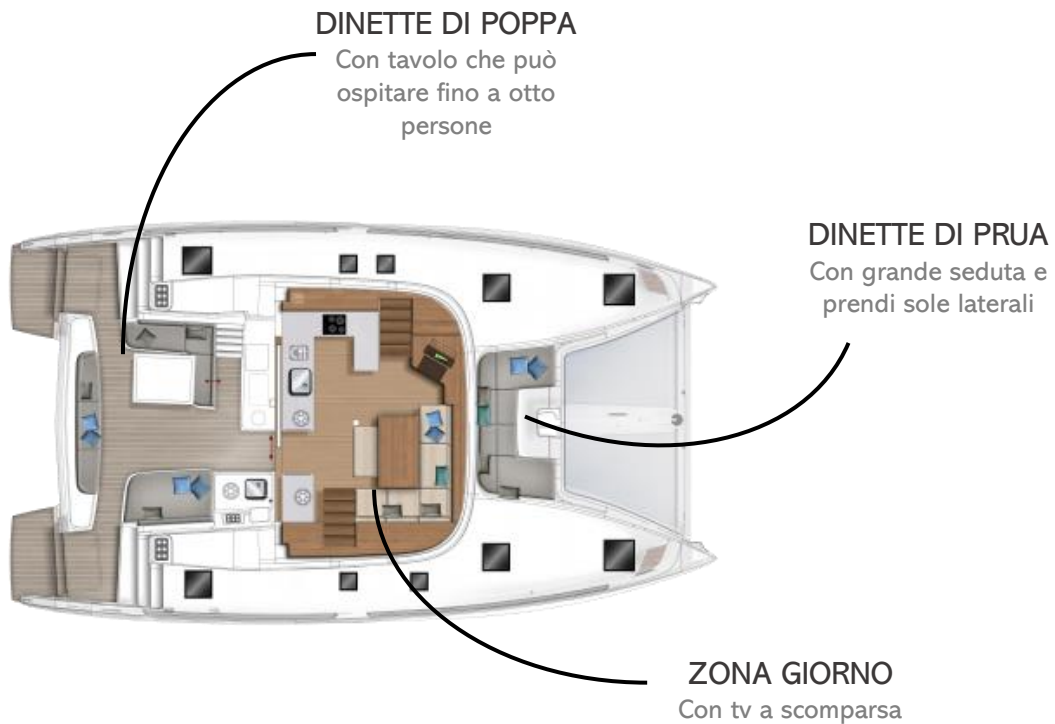 DINETTE DI POPPA
Con tavolo che può
ospitare fino a otto
persone
DINETTE DI PRUA
Con grande seduta e
prendi sole laterali
ZONA GIORNO
Con tv a scomparsa